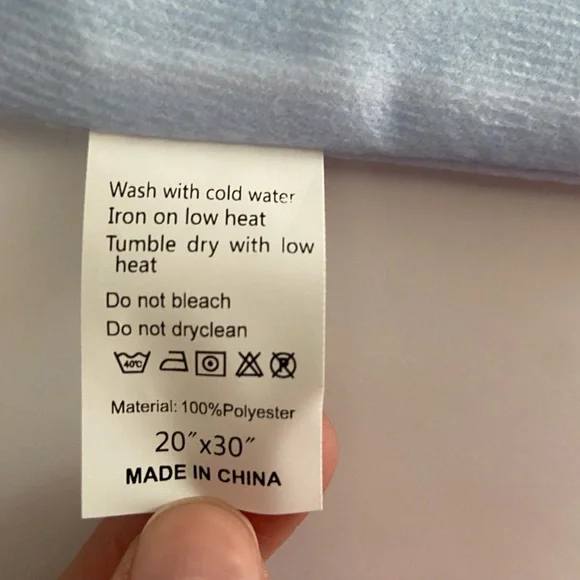 Wash with cold water
Iron on low heat
Tumble dry with low
heat
Do not bleach
Do not dryclean
40℃
Material: 100%Polyester
20″x30″
MADE IN CHINA